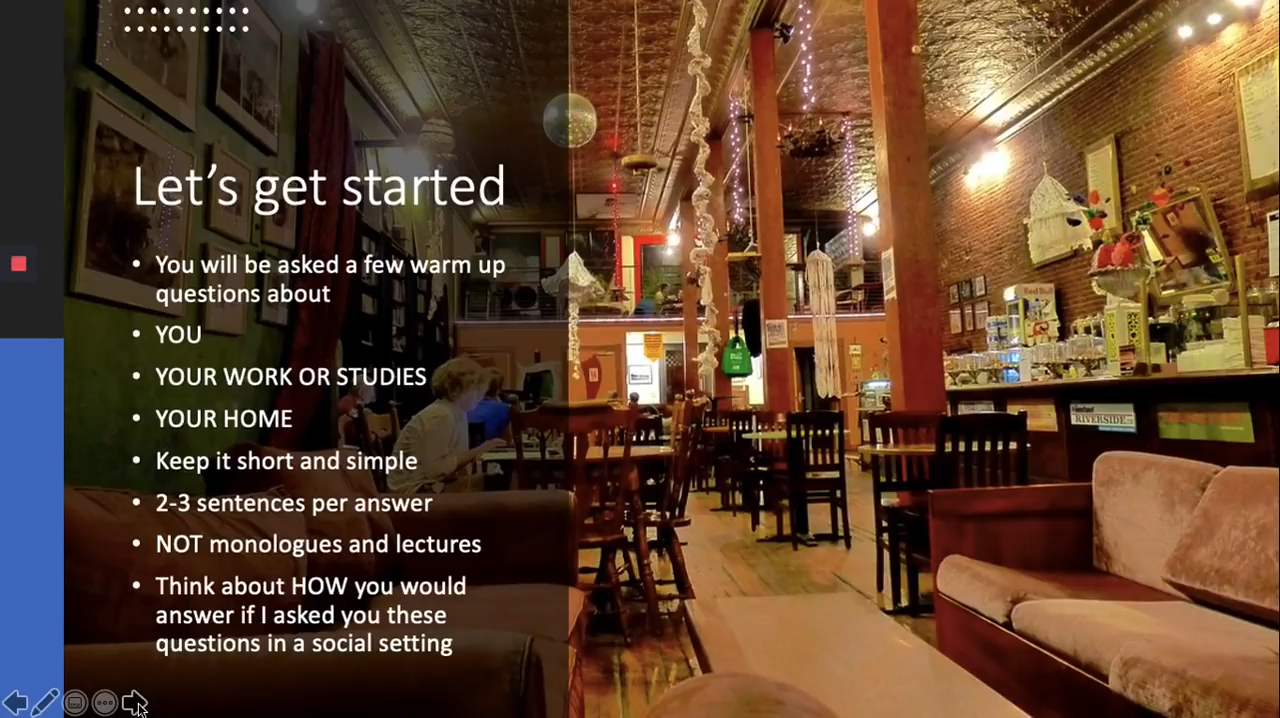 Let's get started
• You will be asked a few warm up
questions about
• YOU
• YOUR WORK OR STUDIES
• YOUR HOME
• Keep it short and simple
• 2-3 sentences per answer
• NOT monologues and lectures
• Think about HOW you would
answer if I asked you these
questions in a social setting
Red Bull
RIVERSIDE